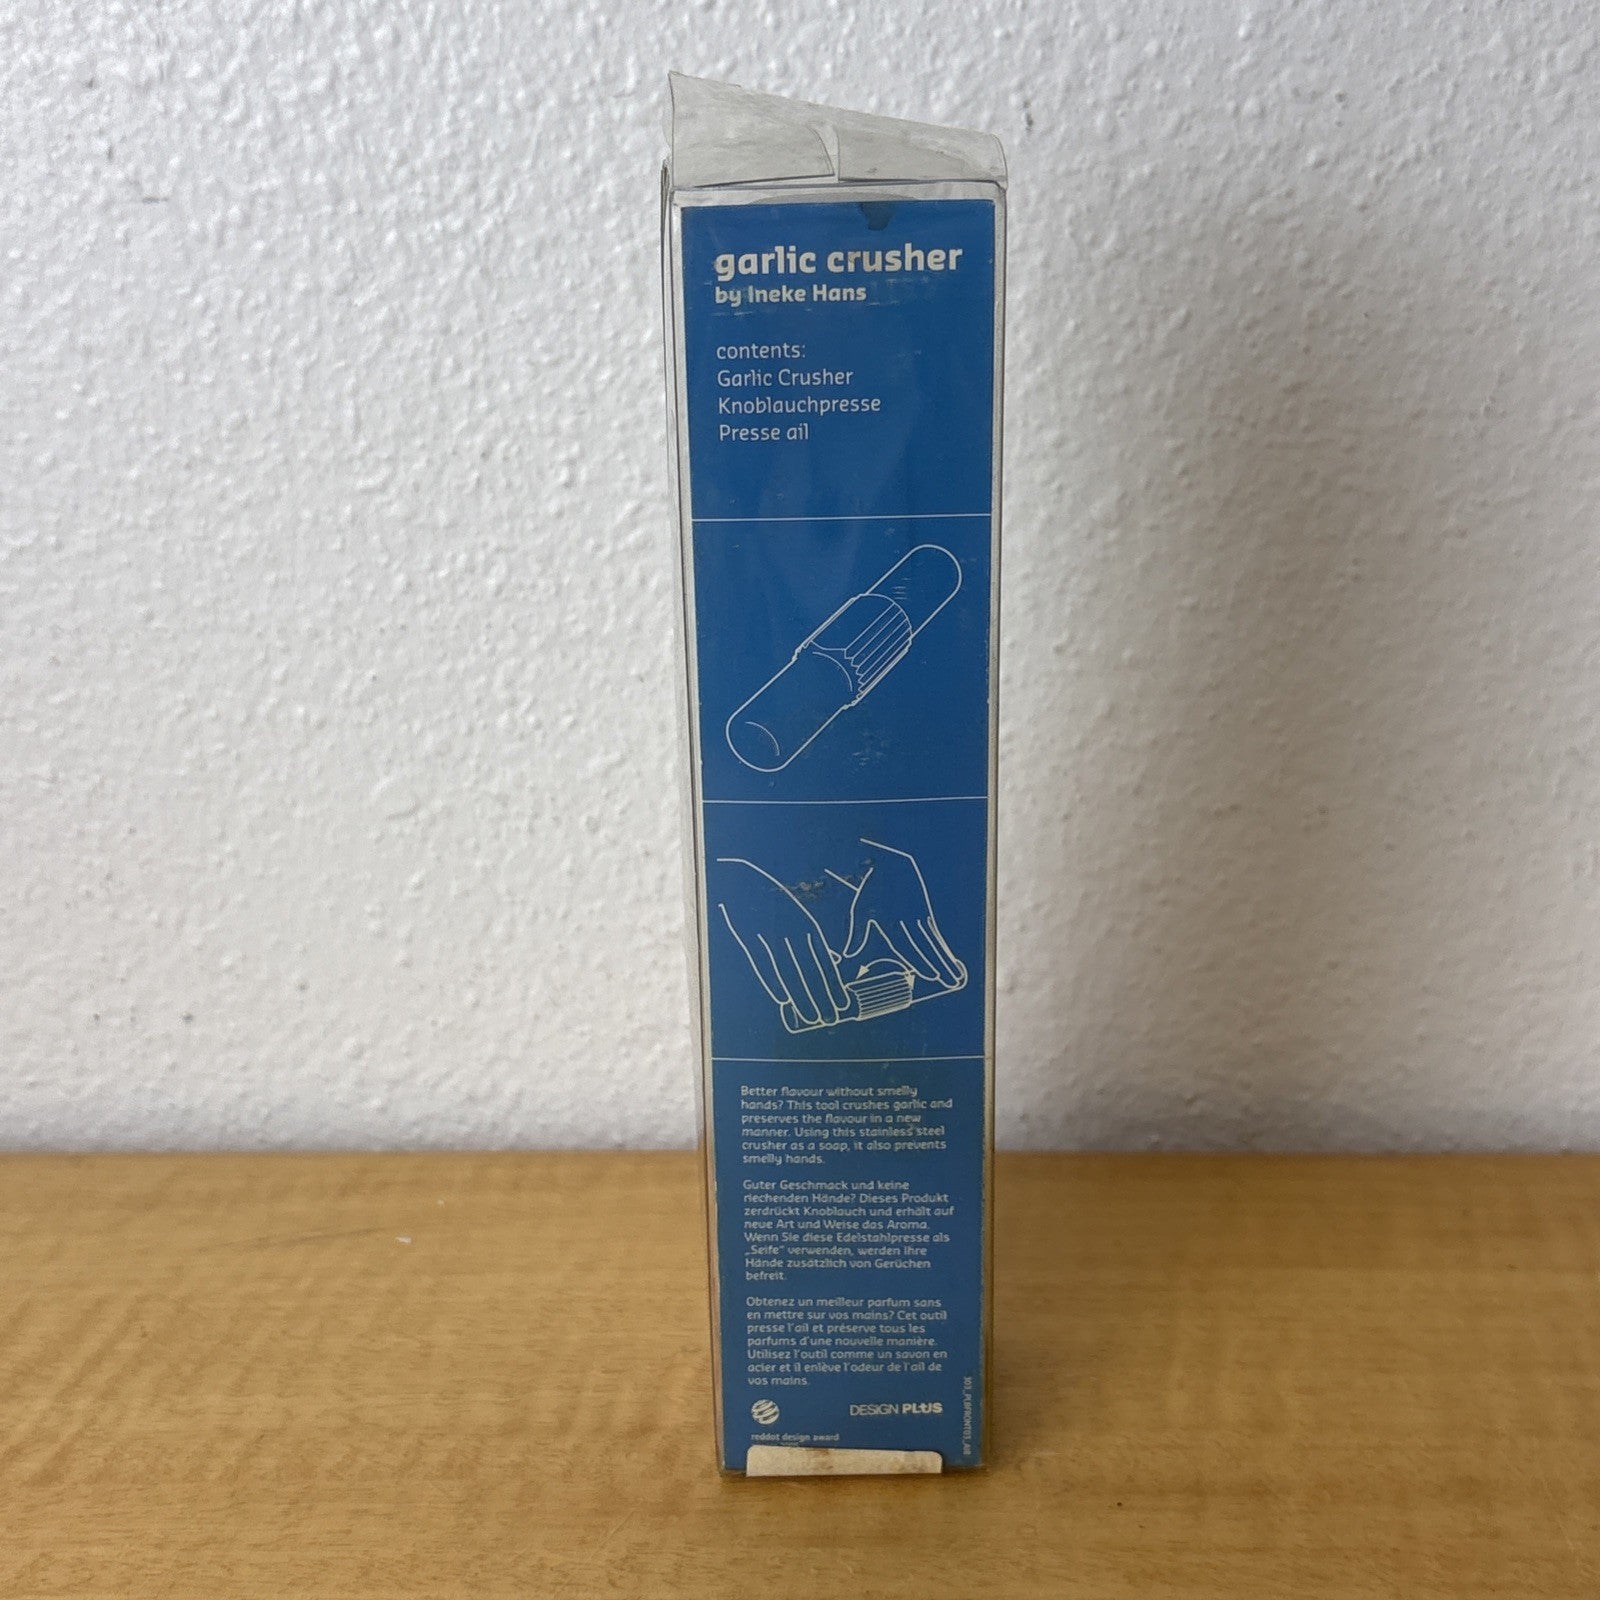 garlic crusher
by Ineke Hans
contents:
Garlic Crusher
Knoblauchpresse
Presse ail
Better flavour without smelly
hands? This tool crushes garlic and
preserves the flavour in a new
manner. Using this stainless steel
crusher as a soap, it also prevents
smelly hands.
Guter Geschmack und keine
riechenden Hände? Dieses Produkt
zerdrückt Knoblauch und erhält auf
neue Art und Weise das Aroma.
Wenn Sie diese Edelstahlpresse als
„Seife“ verwenden, werden Ihre
Hände zusätzlich von Gerüchen
befreit.
Obtenez un meilleur parfum sans
en mettre sur vos mains? Cet outil
presse l'ail et préserve tous les
parfums d'une nouvelle manière.
Utilisez l'outil comme un savon en
acier et il enlève l'odeur de l'ail de
vos mains.
DESIGN PLUS
reddot design award